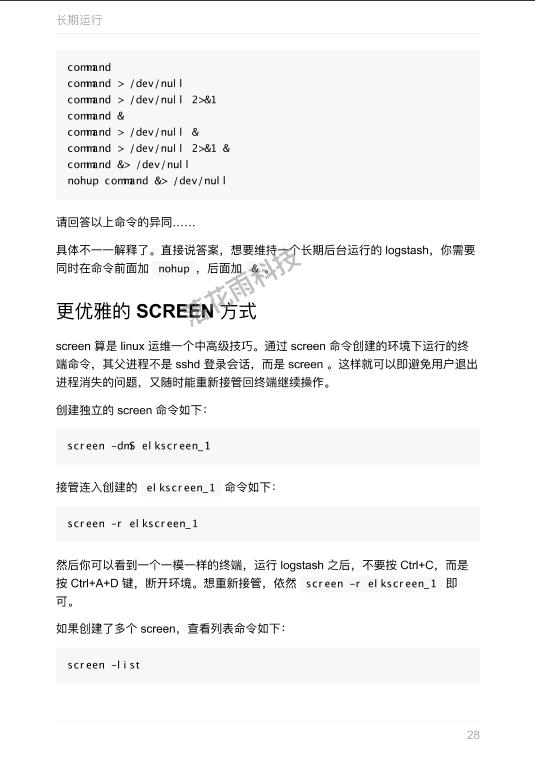 长期运行
command
command > /dev/null
command > /dev/null 2>&1
command &
command > /dev/null &
command > /dev/null 2>&1 &
command &> /dev/null
nohup command &> /dev/null
请回答以上命令的异同……
具体不一一解释了。直接说答案，想要维持一个长期后台运行的 logstash，你需要
同时在命令前面加 nohup ，后面加 & 。
落花雨科技
更优雅的 SCREEN 方式
screen 算是 linux 运维一个中高级技巧。通过 screen 命令创建的环境下运行的终
端命令，其父进程不是 sshd 登录会话，而是 screen 。这样就可以即避免用户退出
进程消失的问题，又随时能重新接管回终端继续操作。
创建独立的 screen 命令如下：
screen -dmS elkscreen_1
接管连入创建的 elkscreen_1 命令如下：
screen -r elkscreen_1
然后你可以看到一个一模一样的终端，运行 logstash 之后，不要按 Ctrl+C，而是
按 Ctrl+A+D 键，断开环境。想重新接管，依然 screen -r elkscreen_1 即
可。
如果创建了多个 screen，查看列表命令如下：
screen -list
28